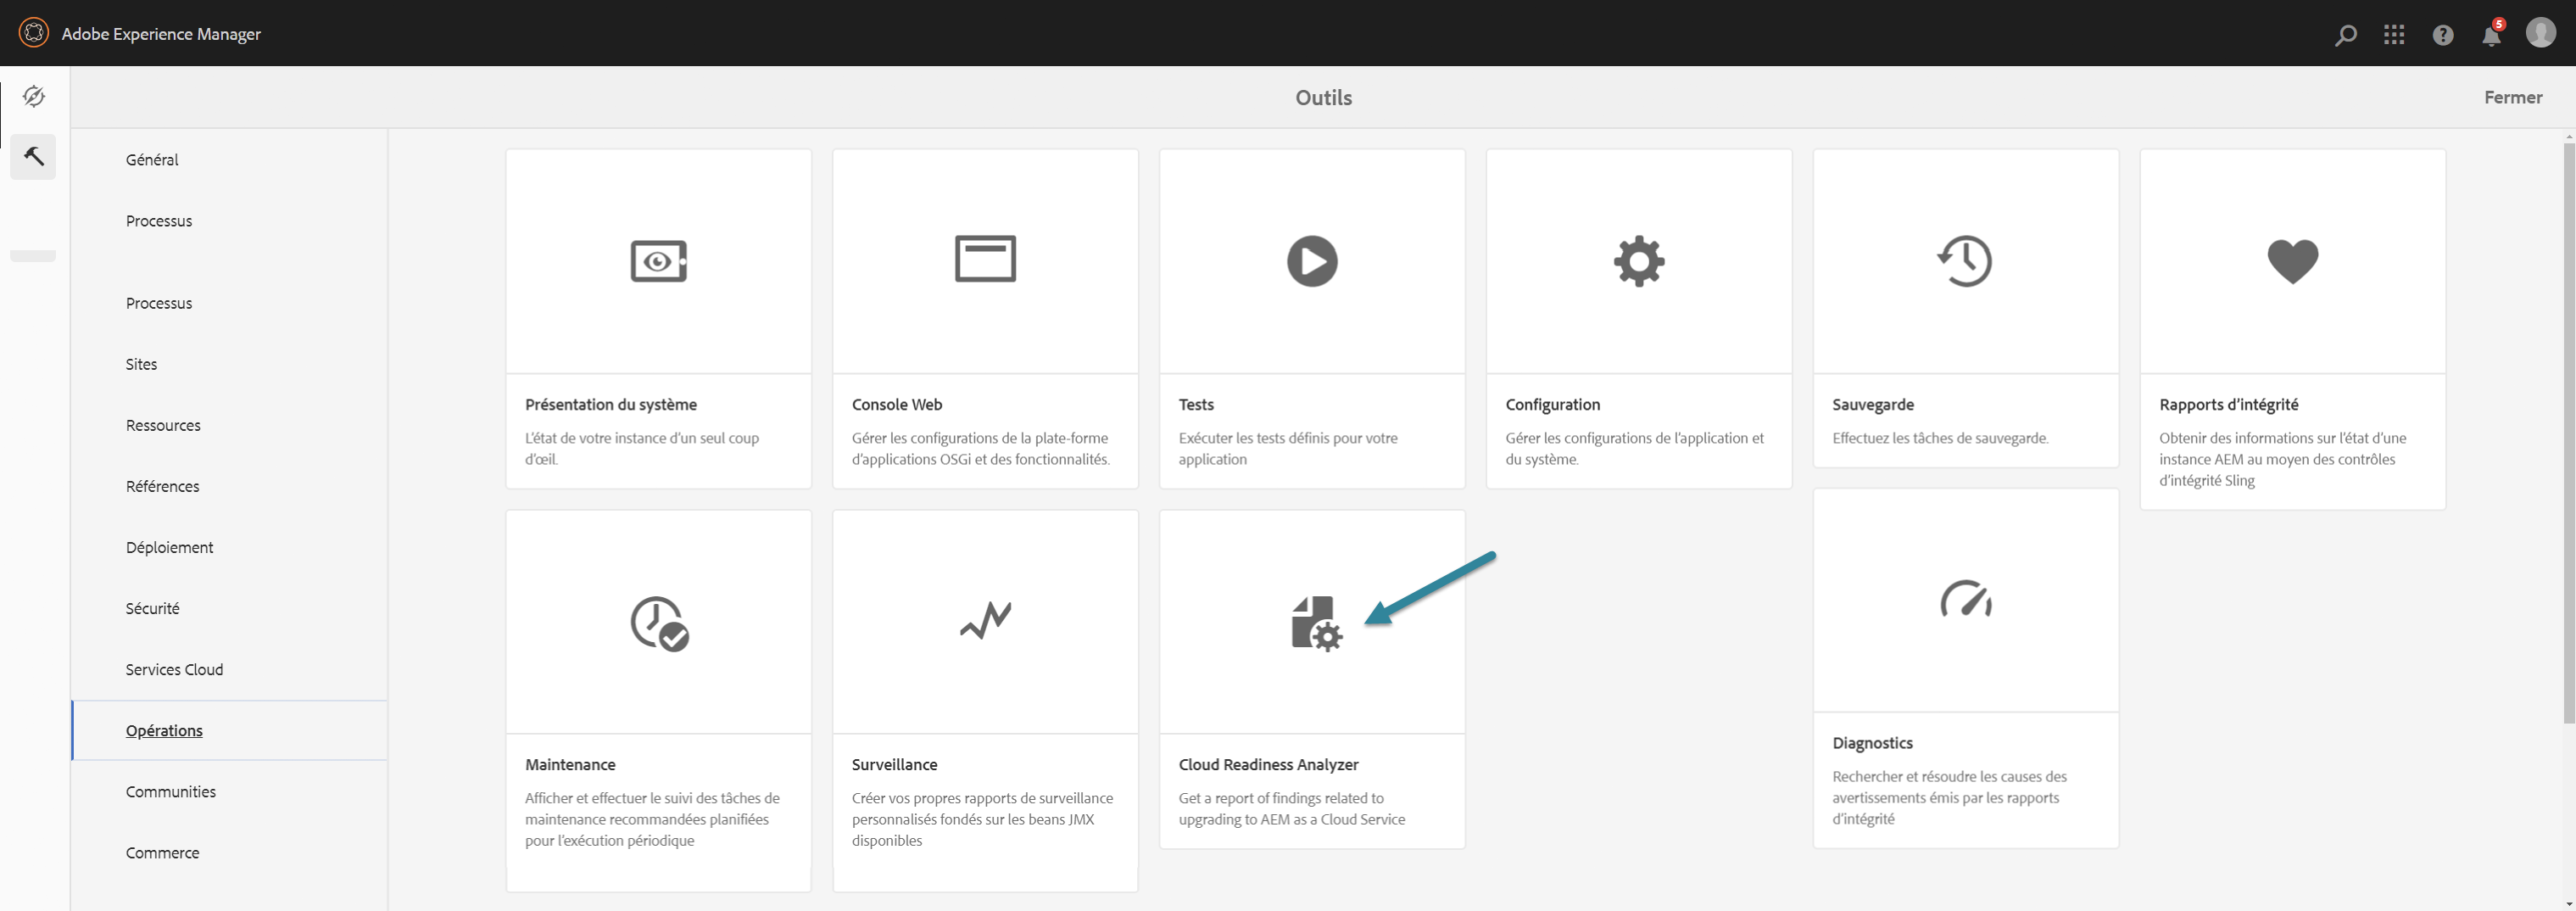 Adobe Experience Manager
5
Outils
Fermer
Général
Processus
Processus
Sites
Ressources
Références
Déploiement
Sécurité
Services Cloud
Opérations
Communities
Commerce
Présentation du système
L’état de votre instance d’un seul coup
d’œil.
Console Web
Gérer les configurations de la plate-forme
d’applications OSGi et des fonctionnalités.
Tests
Exécuter les tests définis pour votre
application
Configuration
Gérer les configurations de l’application et
du système.
Sauvegarde
Effectuez les tâches de sauvegarde.
Rapports d’intégrité
Obtenir des informations sur l’état d’une
instance AEM au moyen des contrôles
d’intégrité Sling
Maintenance
Afficher et effectuer le suivi des tâches de
maintenance recommandées planifiées
pour l’exécution périodique
Surveillance
Créer vos propres rapports de surveillance
personnalisés fondés sur les beans JMX
disponibles
Cloud Readiness Analyzer
Get a report of findings related to
upgrading to AEM as a Cloud Service
Diagnostics
Rechercher et résoudre les causes des
avertissements émis par les rapports
d’intégrité